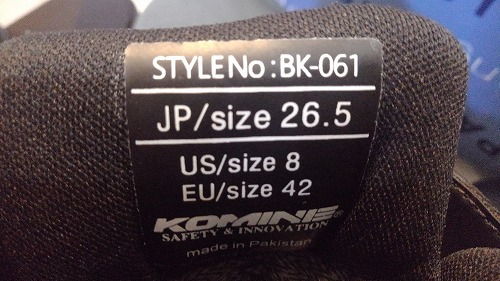 STYLE No : BK-061
JP/size 26.5
US/size 8
EU/size 42
KOMINE®
SAFETY & INNOVATION
made in Pakistan